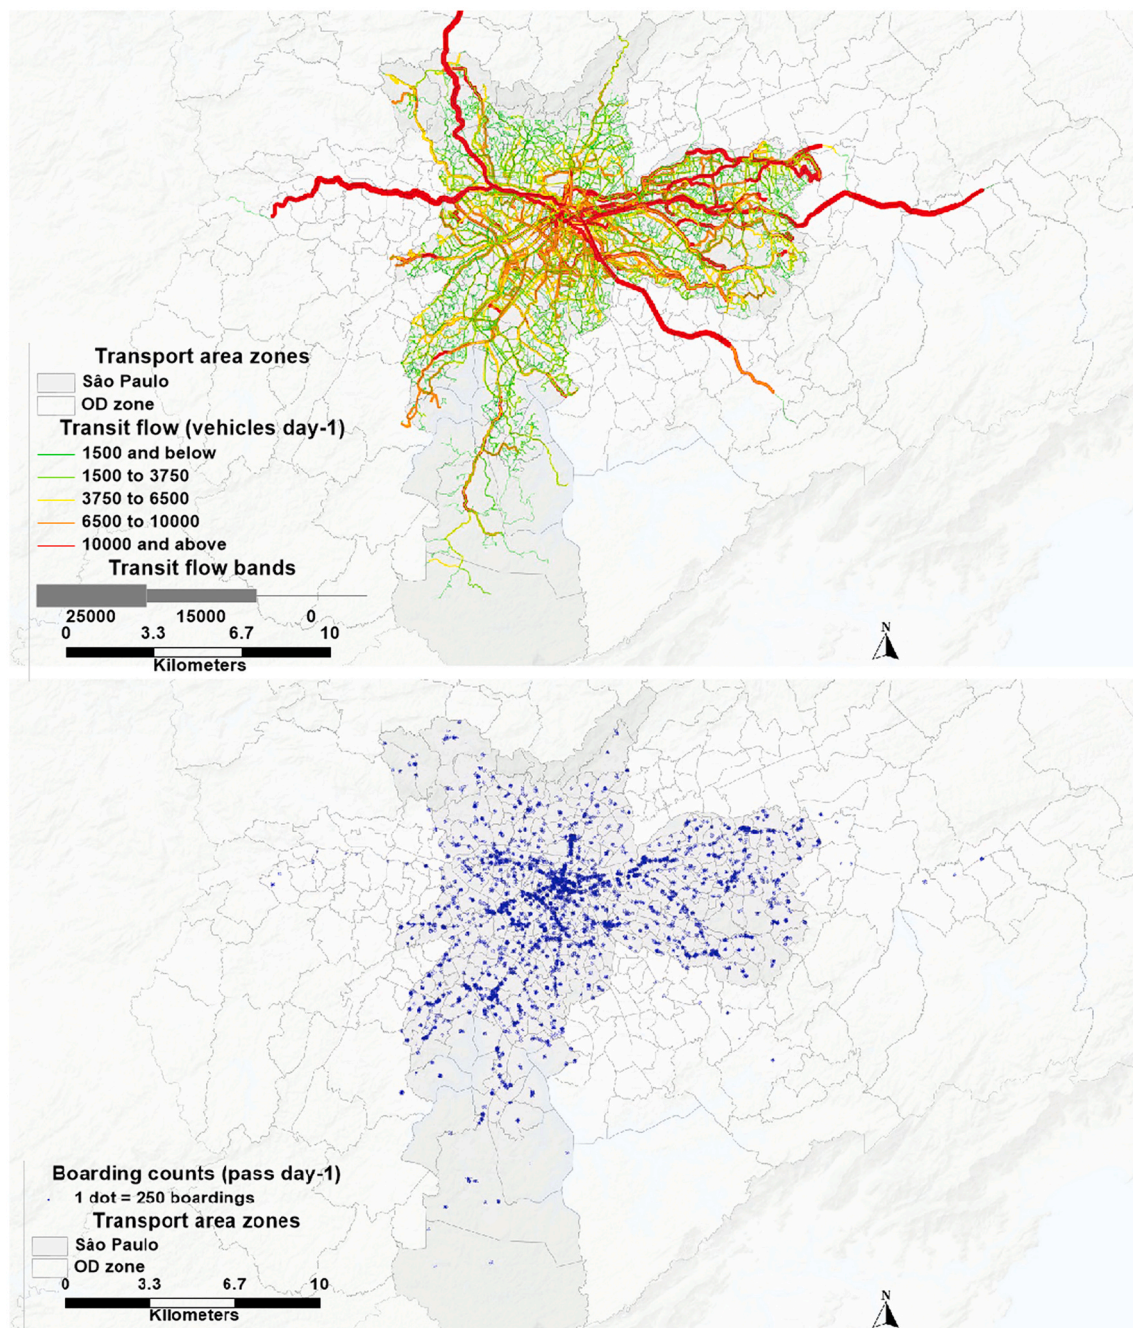 Transport area zones
Sâo Paulo
OD zone
Transit flow (vehicles day-1)
1500 and below
1500 to 3750
3750 to 6500
6500 to 10000
10000 and above
Transit flow bands
25000 15000 0
0 3.3 6.7 10
Kilometers
N
Boarding counts (pass day-1)
1 dot = 250 boardings
Transport area zones
Sâo Paulo
OD zone
0 3.3 6.7 10
Kilometers
N